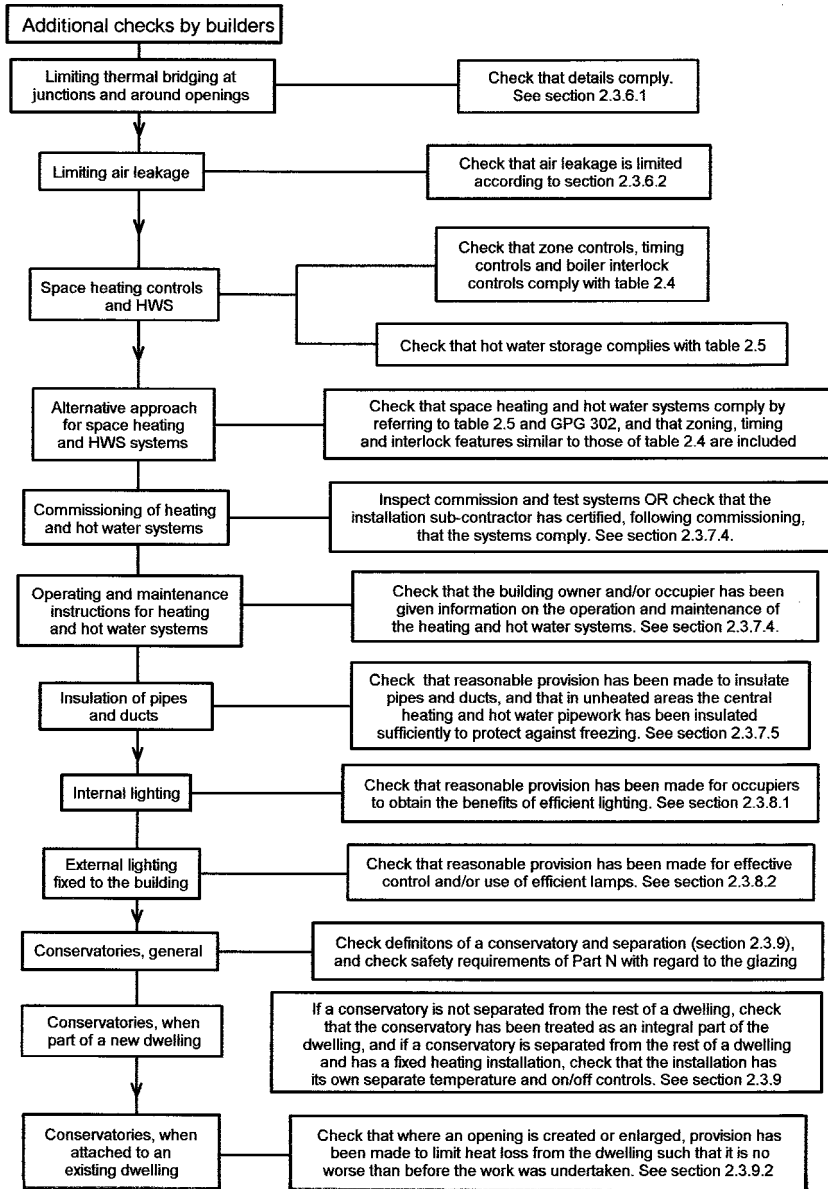 Additional checks by builders
Limiting thermal bridging at
junctions and around openings
Check that details comply.
See section 2.3.6.1
Limiting air leakage
Check that air leakage is limited
according to section 2.3.6.2
Space heating controls
and HWS
Check that zone controls, timing
controls and boiler interlock
controls comply with table 2.4
Check that hot water storage complies with table 2.5
Alternative approach
for space heating
and HWS systems
Check that space heating and hot water systems comply by
referring to table 2.5 and GPG 302, and that zoning, timing
and interlock features similar to those of table 2.4 are included
Commissioning of heating
and hot water systems
Inspect commission and test systems OR check that the
installation sub-contractor has certified, following commissioning,
that the systems comply. See section 2.3.7.4.
Operating and maintenance
instructions for heating
and hot water systems
Check that the building owner and/or occupier has been
given information on the operation and maintenance of
the heating and hot water systems. See section 2.3.7.4.
Insulation of pipes
and ducts
Check that reasonable provision has been made to insulate
pipes and ducts, and that in unheated areas the central
heating and hot water pipework has been insulated
sufficiently to protect against freezing. See section 2.3.7.5
Internal lighting
Check that reasonable provision has been made for occupiers
to obtain the benefits of efficient lighting. See section 2.3.8.1
External lighting
fixed to the building
Check that reasonable provision has been made for effective
control and/or use of efficient lamps. See section 2.3.8.2
Conservatories, general
Check definitons of a conservatory and separation (section 2.3.9),
and check safety requirements of Part N with regard to the glazing
Conservatories, when
part of a new dwelling
If a conservatory is not separated from the rest of a dwelling, check
that the conservatory has been treated as an integral part of the
dwelling, and if a conservatory is separated from the rest of a dwelling
and has a fixed heating installation, check that the installation has
its own separate temperature and on/off controls. See section 2.3.9
Conservatories, when
attached to an
existing dwelling
Check that where an opening is created or enlarged, provision has
been made to limit heat loss from the dwelling such that it is no
worse than before the work was undertaken. See section 2.3.9.2